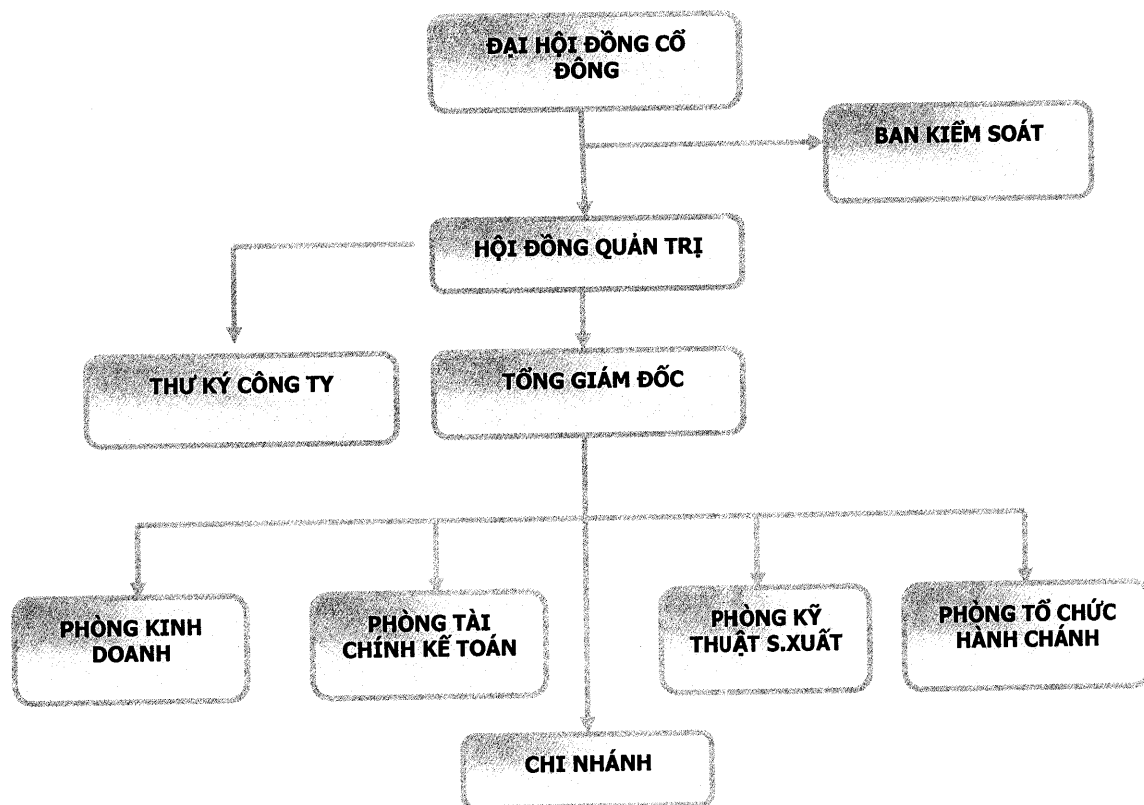 ĐẠI HỘI ĐỒNG CỔ
ĐÔNG
BAN KIỂM SOÁT
HỘI ĐỒNG QUẢN TRỊ
THƯ KÝ CÔNG TY
TỔNG GIÁM ĐỐC
PHÒNG KINH
DOANH
PHÒNG TÀI
CHÍNH KẾ TOÁN
PHÒNG KỸ
THUẬT S.XUẤT
PHÒNG TỔ CHỨC
HÀNH CHÁNH
CHI NHÁNH